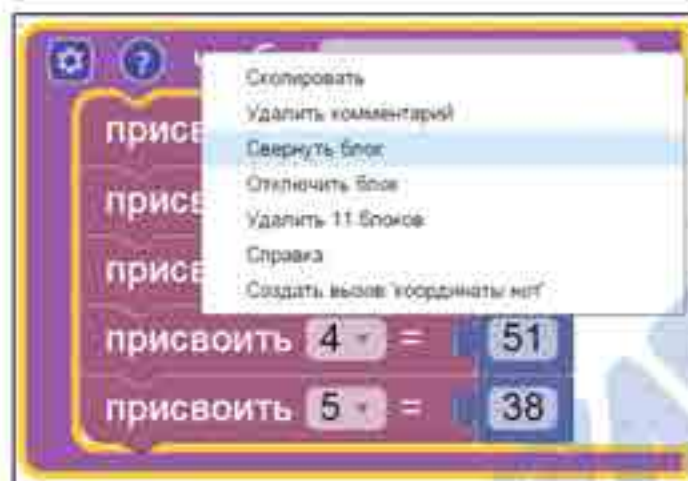 ?
Скопировать
Удалить комментарий
Свернуть блок
Отключить блок
Удалить 11 блоков
Справка
Создать вызов 'координаты нот'
присв
присв
присв
присвоить 4 = 51
присвоить 5 = 38